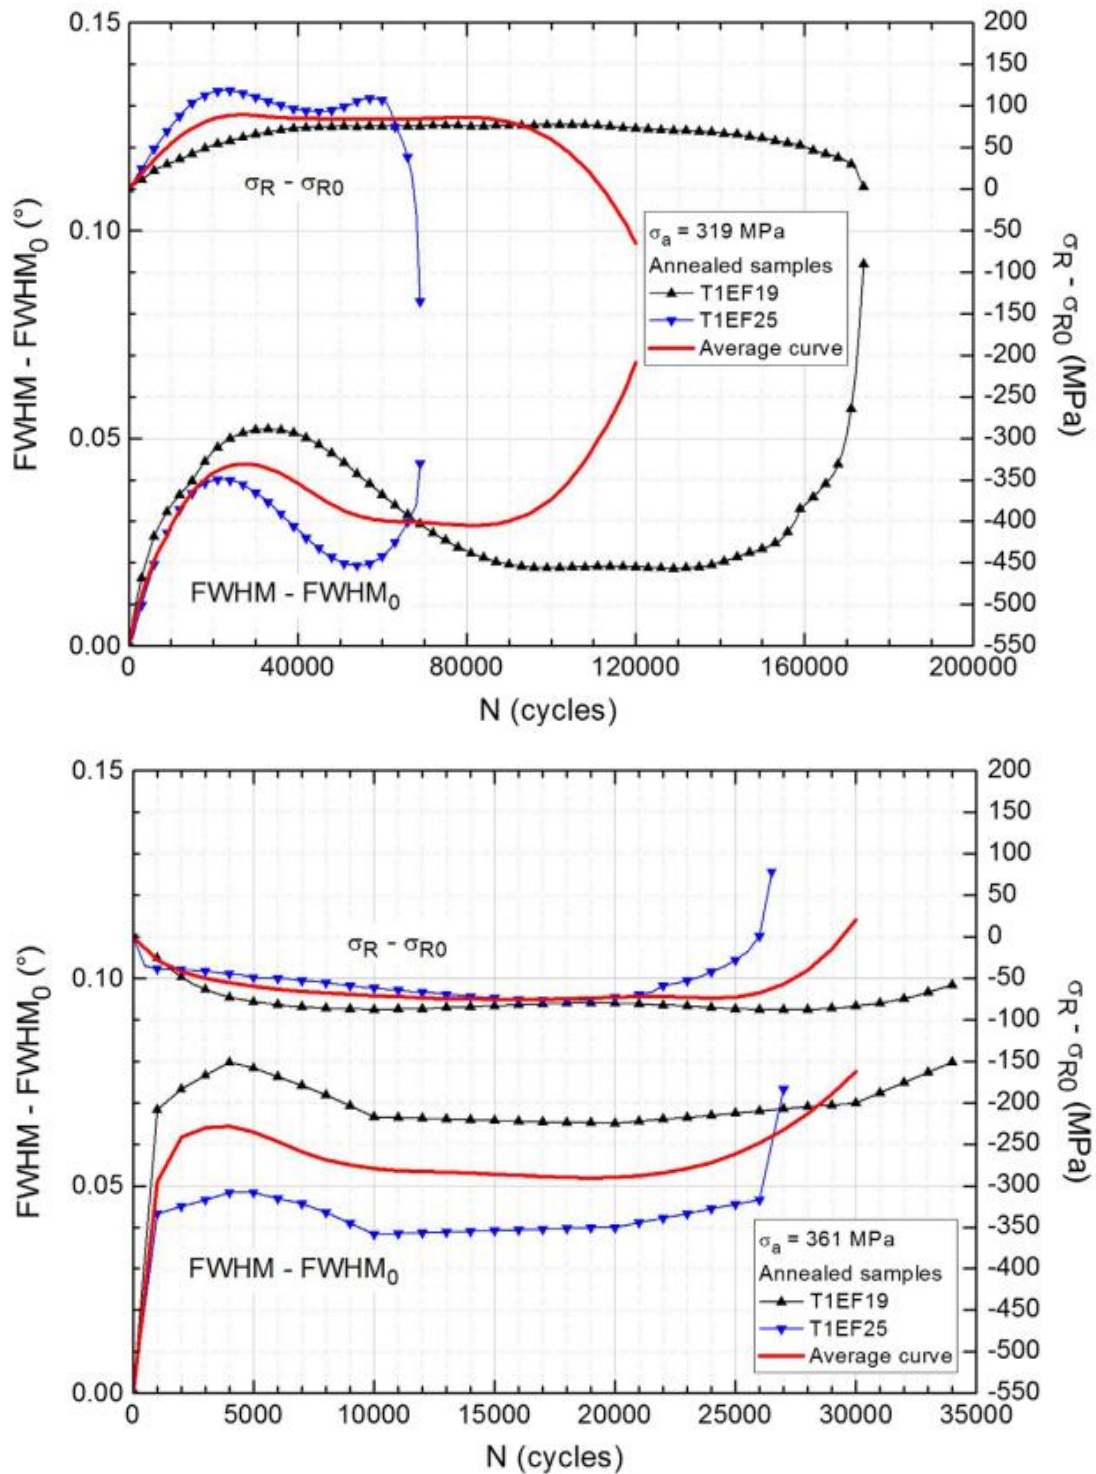 0.15
0.10
0.05
0.00
FWHM - FWHM0 (°)
200
150
100
50
0
-50
-100
-150
-200
-250
-300
-350
-400
-450
-500
-550
σR - σR0 (MPa)
σR - σR0
σa = 319 MPa
Annealed samples
T1EF19
T1EF25
Average curve
FWHM - FWHM0
0 40000 80000 120000 160000 200000
N (cycles)
0.15
0.10
0.05
0.00
FWHM - FWHM0 (°)
200
150
100
50
0
-50
-100
-150
-200
-250
-300
-350
-400
-450
-500
-550
σR - σR0 (MPa)
σR - σR0
FWHM - FWHM0
σa = 361 MPa
Annealed samples
T1EF19
T1EF25
Average curve
0 5000 10000 15000 20000 25000 30000 35000
N (cycles)